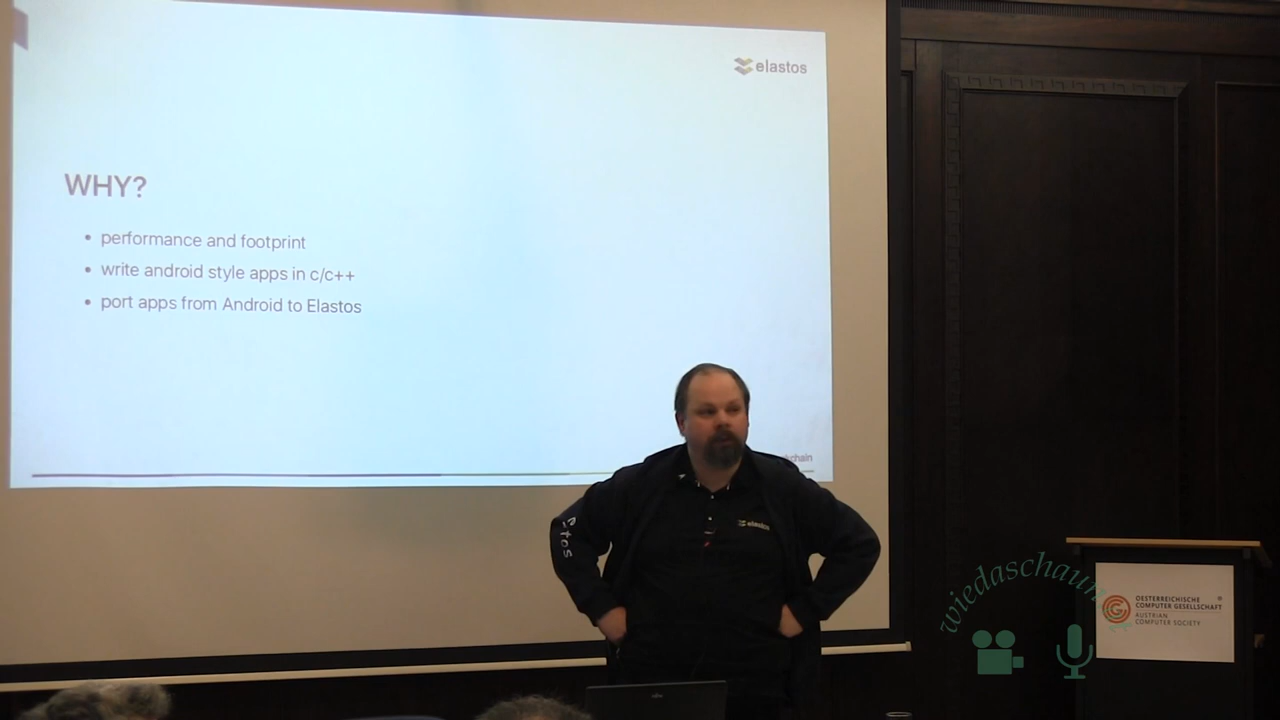 elastos
WHY?
• performance and footprint
• write android style apps in c/c++
• port apps from Android to Elastos
elastos
OESTERREICHISCHE
COMPUTER GESELLSCHAFT
AUSTRIAN
COMPUTER SOCIETY